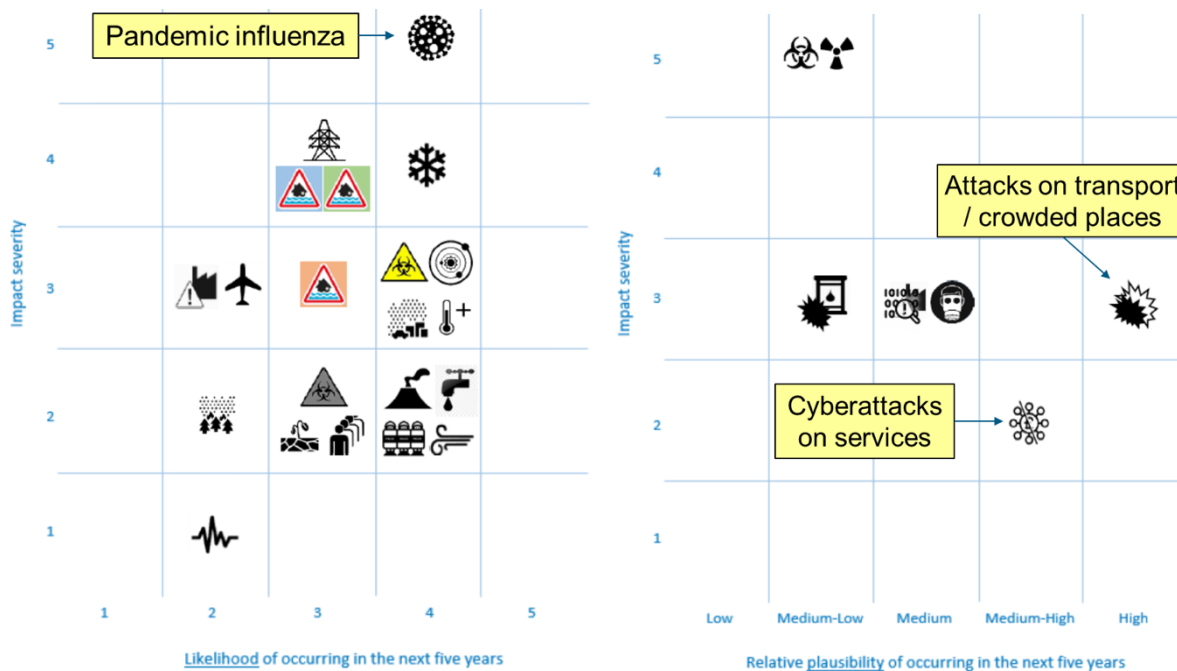 Pandemic influenza
5
4
3
2
1
Impact severity
1
2
3
4
5
Likelihood of occurring in the next five years
5
4
3
2
1
Impact severity
Attacks on transport
/ crowded places
Cyberattacks
on services
Low
Medium-Low
Medium
Medium-High
High
Relative plausibility of occurring in the next five years